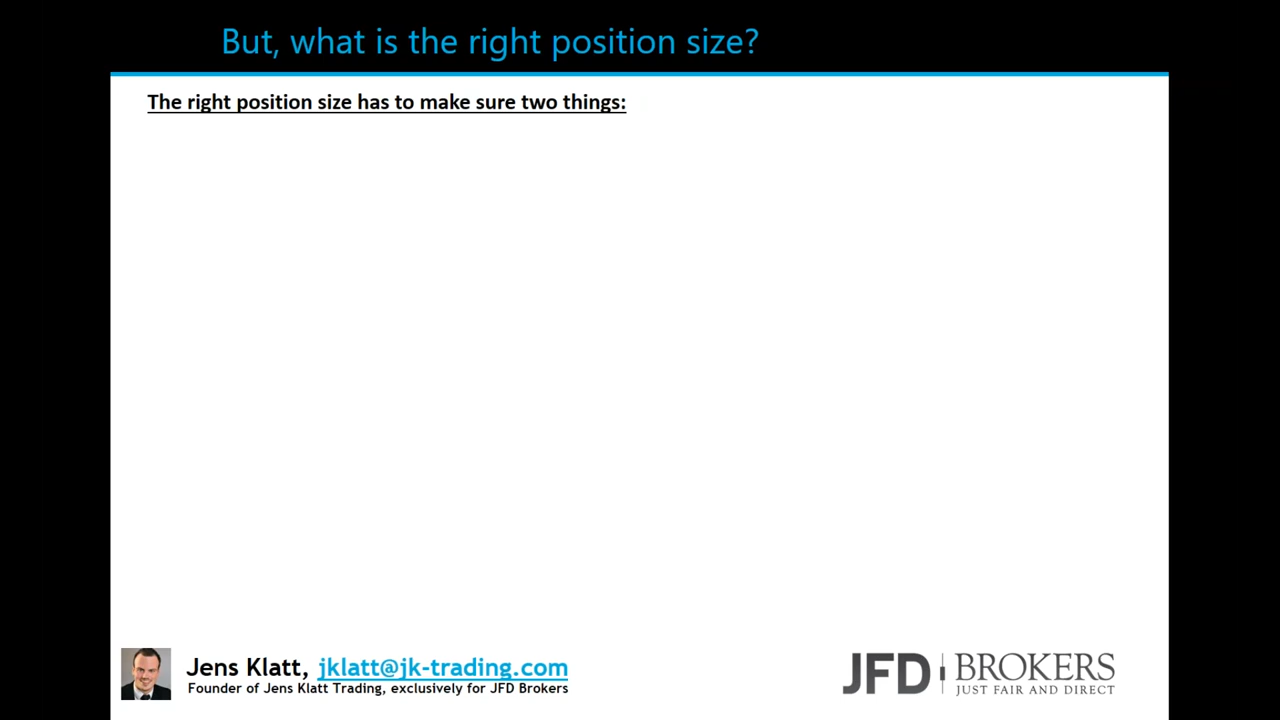 But, what is the right position size?
The right position size has to make sure two things:
Jens Klatt, jklatt@jk-trading.com
Founder of Jens Klatt Trading, exclusively for JFD Brokers
JFD BROKERS
JUST FAIR AND DIRECT